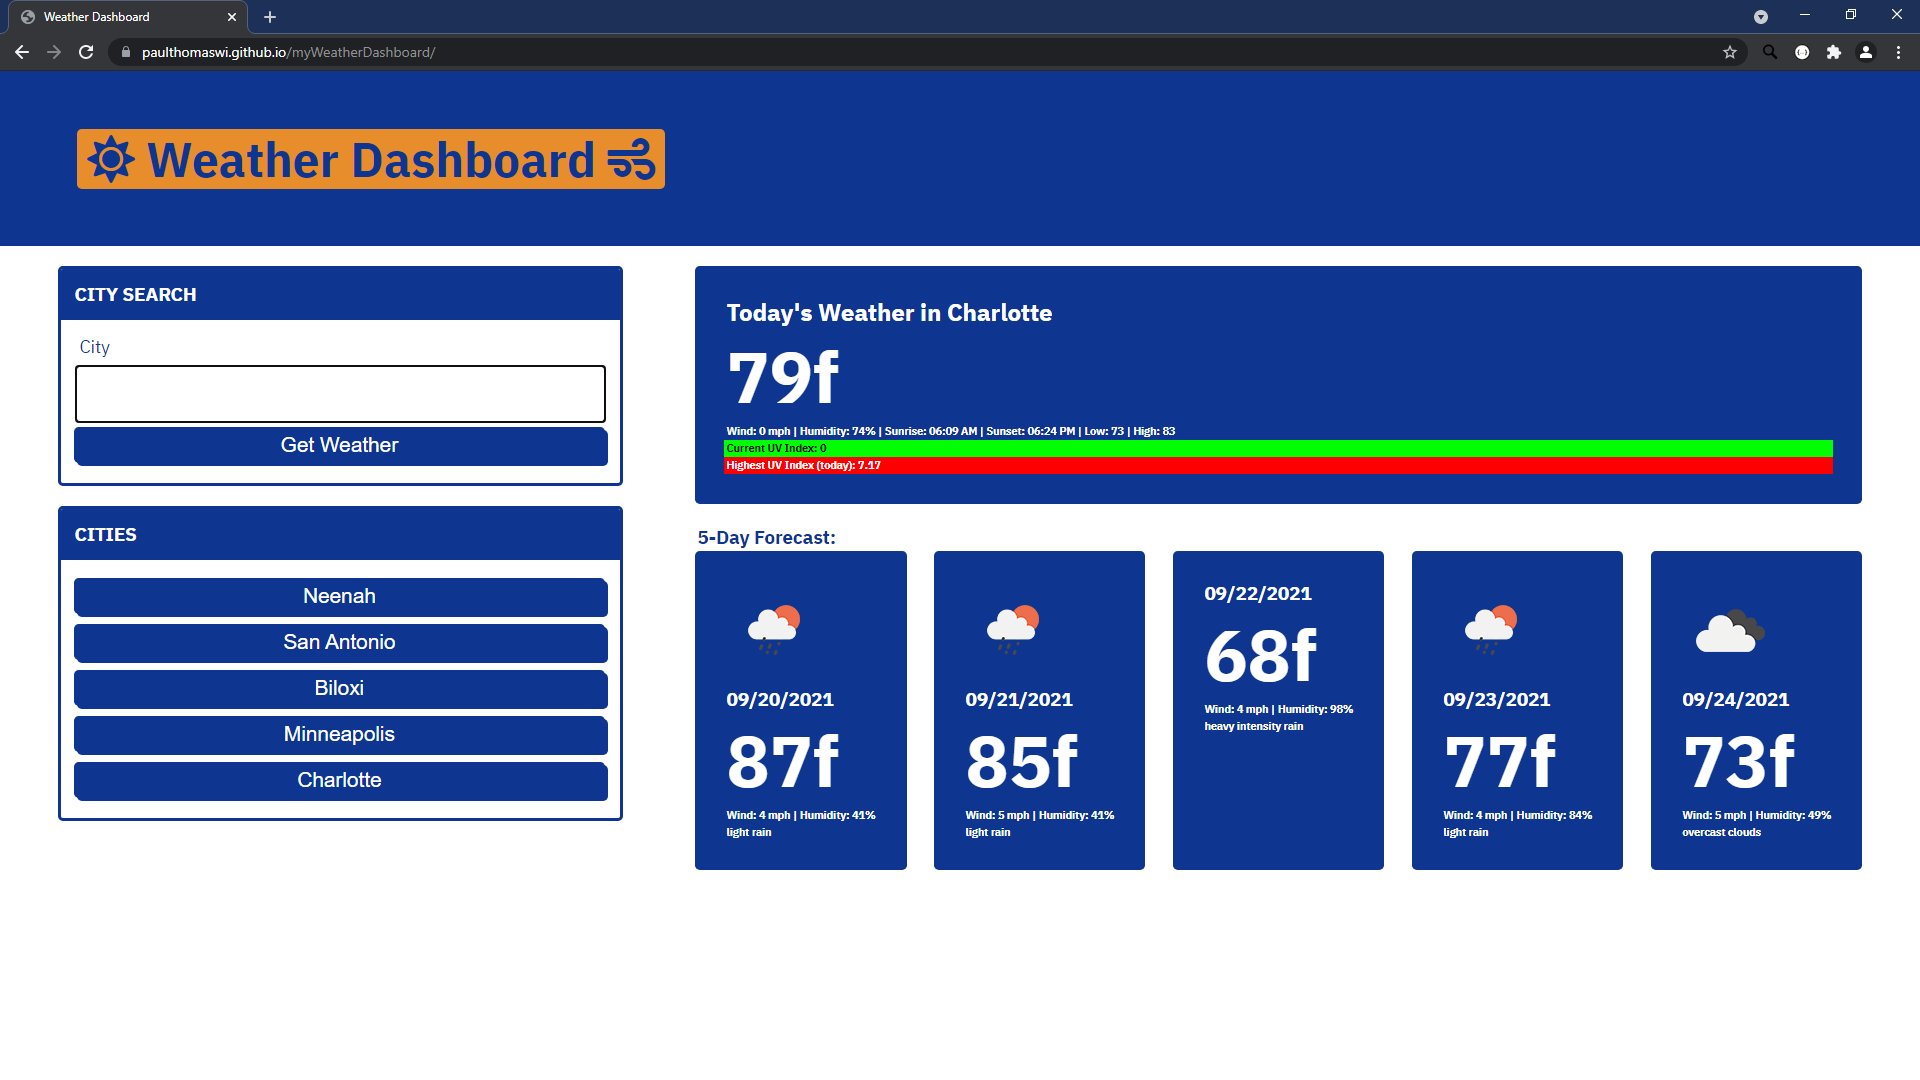 Weather Dashboard
paulthomaswi.github.io/myWeatherDashboard/
Weather Dashboard
CITY SEARCH
City
Get Weather
CITIES
Neenah
San Antonio
Biloxi
Minneapolis
Charlotte
Today's Weather in Charlotte
79f
Wind: 0 mph | Humidity: 74% | Sunrise: 06:09 AM | Sunset: 06:24 PM | Low: 73 | High: 83
Current UV Index: 0
Highest UV Index (today): 7.17
5-Day Forecast:
09/20/2021
87f
Wind: 4 mph | Humidity: 41%
light rain
09/21/2021
85f
Wind: 5 mph | Humidity: 41%
light rain
09/22/2021
68f
Wind: 4 mph | Humidity: 98%
heavy intensity rain
09/23/2021
77f
Wind: 4 mph | Humidity: 84%
light rain
09/24/2021
73f
Wind: 5 mph | Humidity: 49%
overcast clouds